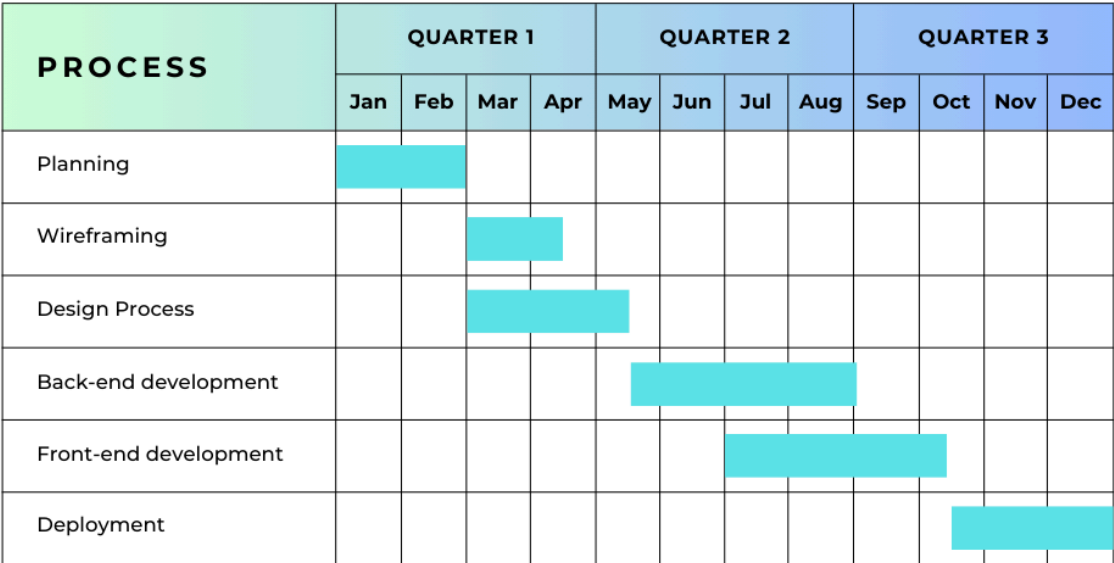 PROCESS
QUARTER 1 QUARTER 2 QUARTER 3
Jan Feb Mar Apr May Jun Jul Aug Sep Oct Nov Dec
Planning
Wireframing
Design Process
Back-end development
Front-end development
Deployment